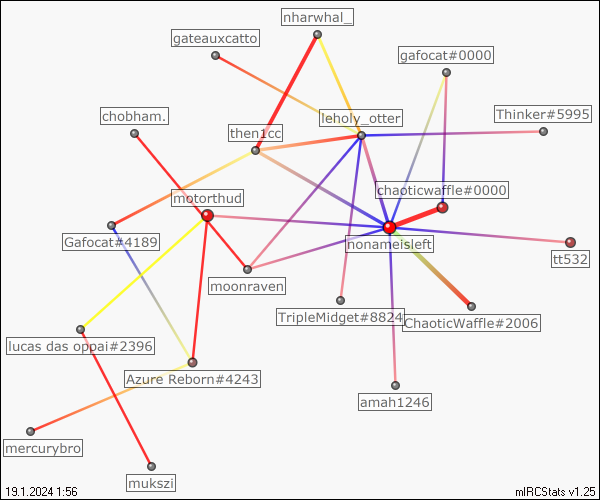 nharwhal_
gateauxcatto
gafocat#0000
chobham.
leholy_otter
Thinker#5995
then1cc
chaoticwaffle#0000
motorthud
Gafocat#4189
nonameisleft
tt532
moonraven
TripleMidget#8824
ChaoticWaffle#2006
lucas das oppai#2396
Azure Reborn#4243
amah1246
mercurybro
mukszi
19.1.2024 1:56
mIRCStats v1.25